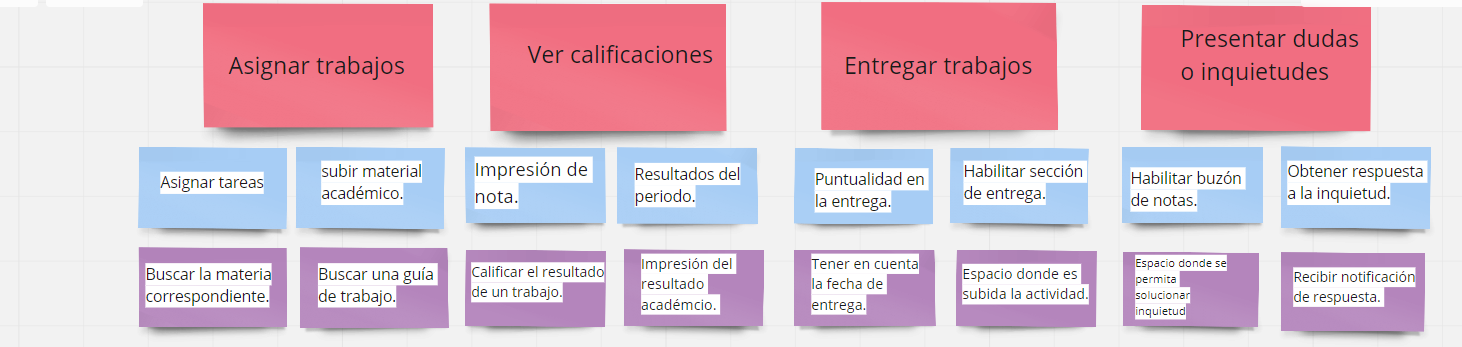 Asignar trabajos
Ver calificaciones
Entregar trabajos
Presentar dudas
o inquietudes
Asignar tareas
subir material
académico.
Impresión de
nota.
Resultados del
periodo.
Puntualidad en
la entrega.
Habilitar sección
de entrega.
Habilitar buzón
de notas.
Obtener respuesta
a la inquietud.
Buscar la materia
correspondiente.
Buscar una guía
de trabajo.
Calificar el resultado
de un trabajo.
Impresión del
resultado
académcio.
Tener en cuenta
la fecha de
entrega.
Espacio donde es
subida la actividad.
Espacio donde se
permita
solucionar
inquietud
Recibir notificación
de respuesta.